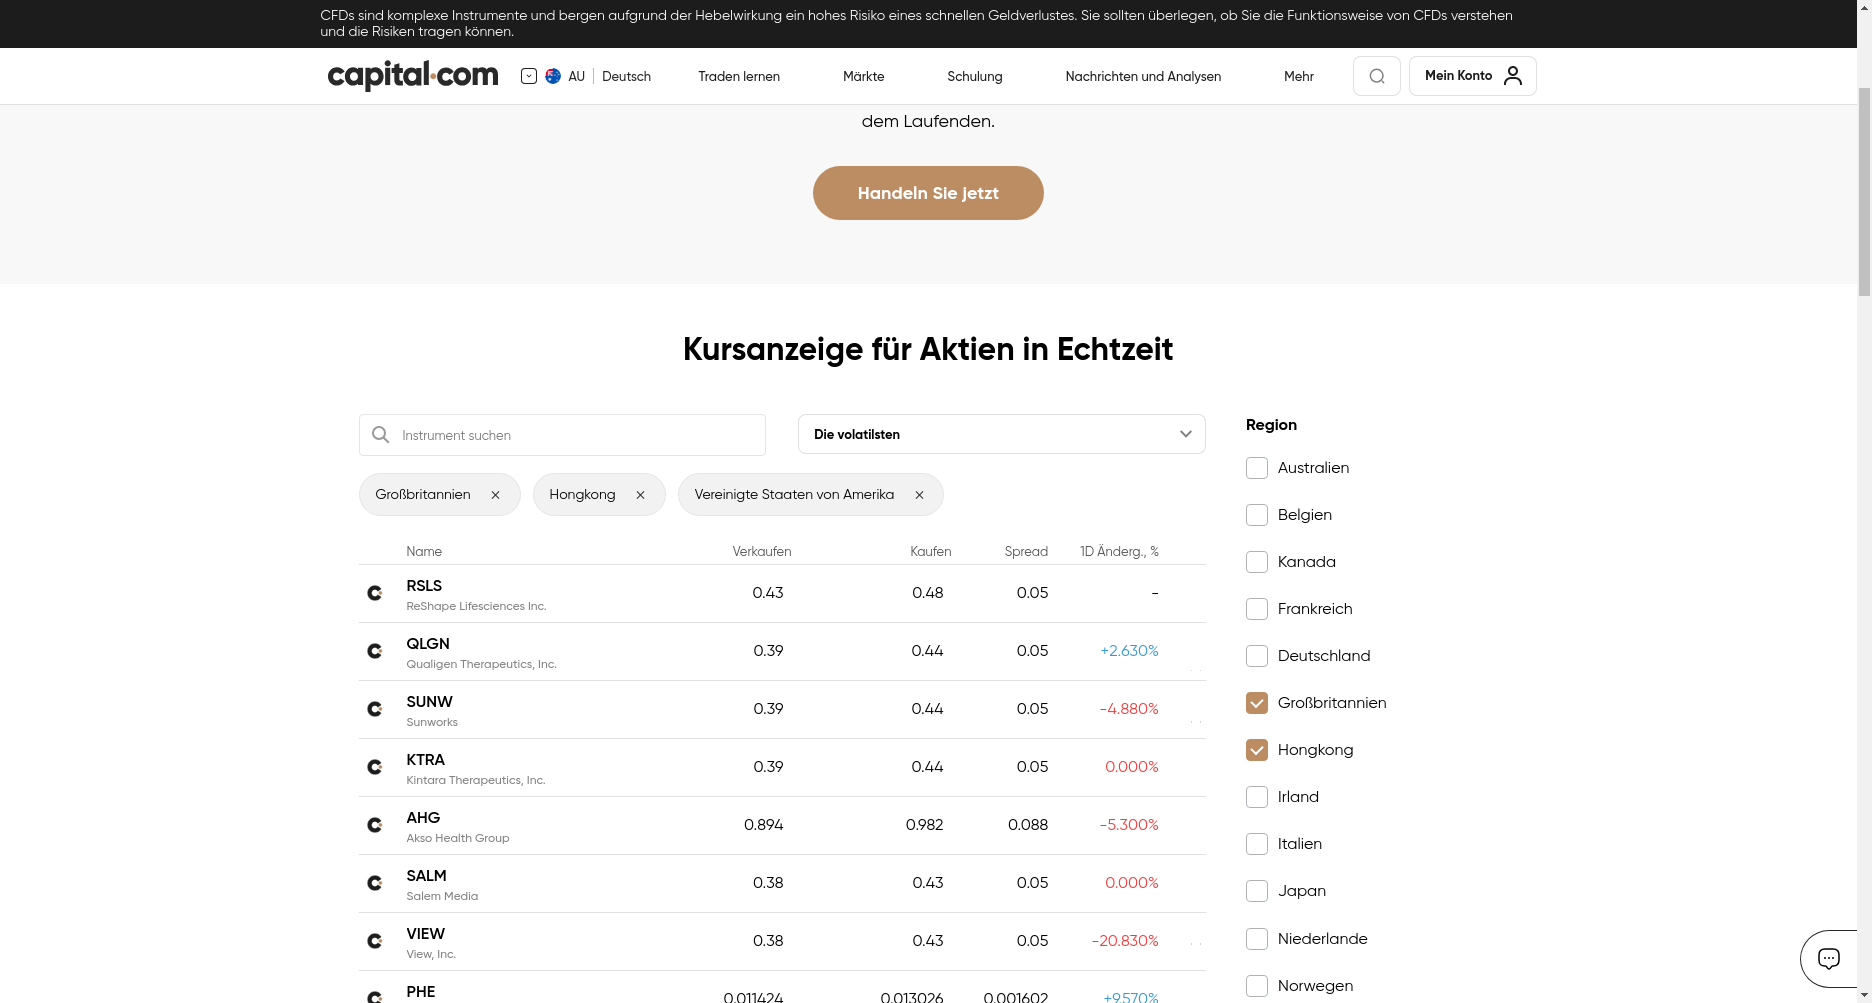 CFDs sind komplexe Instrumente und bergen aufgrund der Hebelwirkung ein hohes Risiko eines schnellen Geldverlustes. Sie sollten überlegen, ob Sie die Funktionsweise von CFDs verstehen
und die Risiken tragen können.
capital.com AU Deutsch Traden lernen Märkte Schulung Nachrichten und Analysen Mehr Mein Konto
dem Laufenden.
Handeln Sie jetzt
Kursanzeige für Aktien in Echtzeit
Instrument suchen
Die volatilsten
Großbritannien × Hongkong × Vereinigte Staaten von Amerika ×
Name Verkaufen Kaufen Spread 1D Änderg., %
RSLS 0.43 0.48 0.05 -
ReShape Lifesciences Inc.
QLGN 0.39 0.44 0.05 +2.630%
Qualigen Therapeutics, Inc.
SUNW 0.39 0.44 0.05 -4.880%
Sunworks
KTRA 0.39 0.44 0.05 0.000%
Kintara Therapeutics, Inc.
AHG 0.894 0.982 0.088 -5.300%
Akso Health Group
SALM 0.38 0.43 0.05 0.000%
Salem Media
VIEW 0.38 0.43 0.05 -20.830%
View, Inc.
PHE 0.011424 0.013026 0.001602 +9.570%
Region
Australien
Belgien
Kanada
Frankreich
Deutschland
Großbritannien
Hongkong
Irland
Italien
Japan
Niederlande
Norwegen